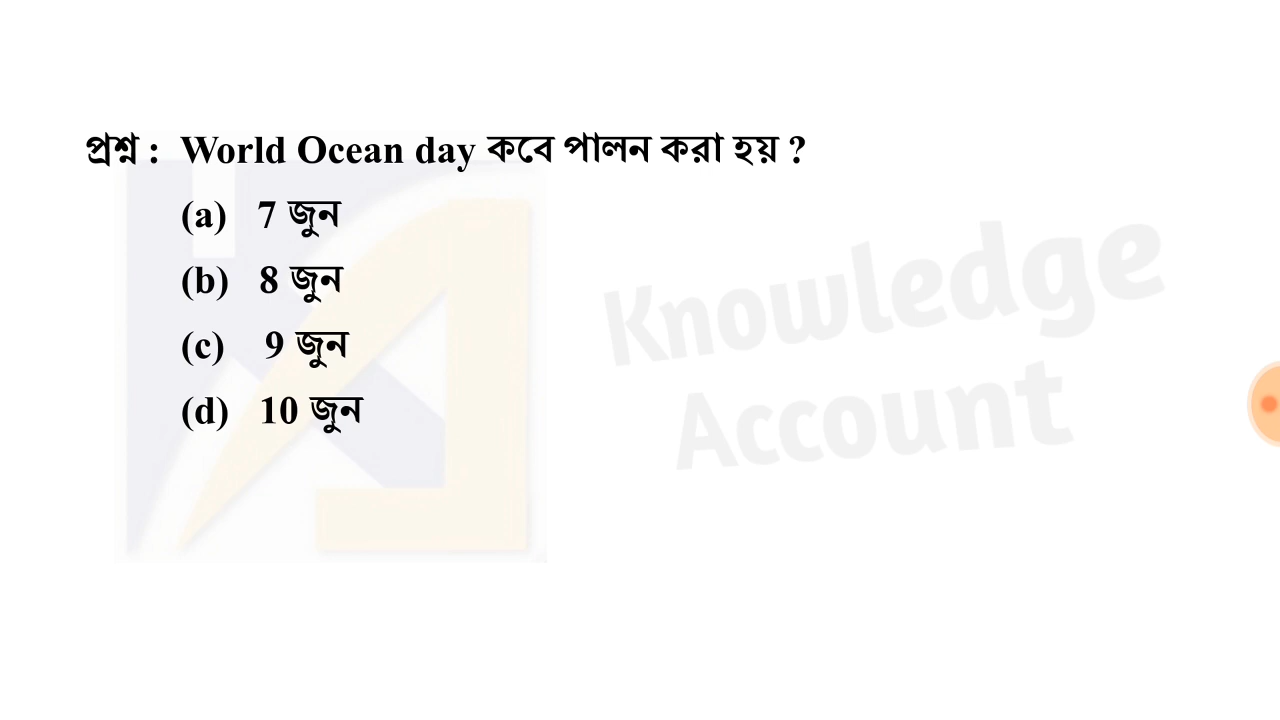 প্রশ্ন : World Ocean day কবে পালন করা হয় ?
(a) 7 জুন
(b) 8 জুন
(c) 9 জুন
(d) 10 জুন
Knowledge
Account